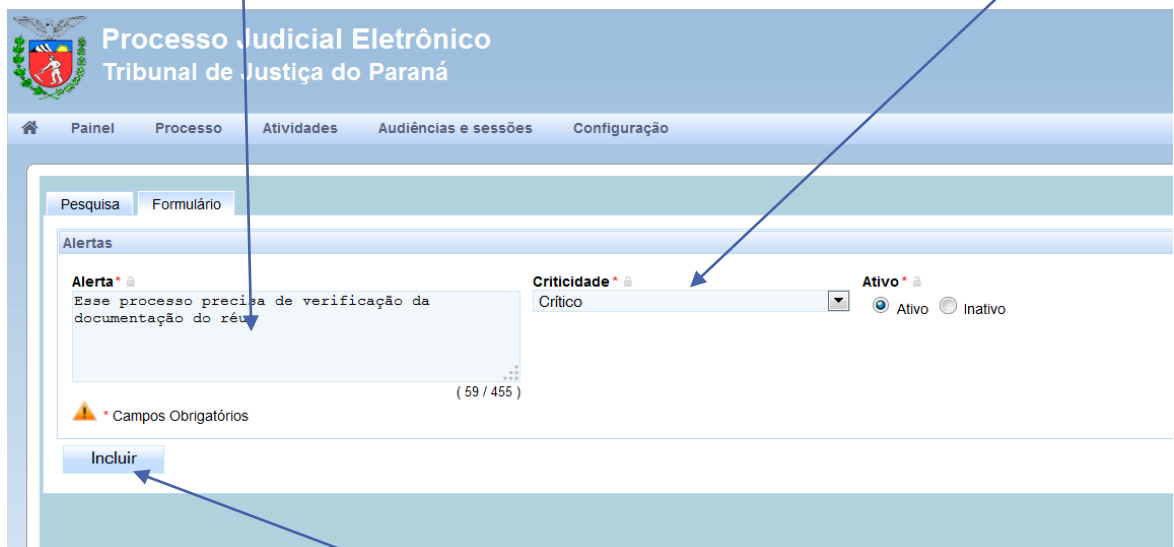 Processo Judicial Eletrônico
Tribunal de Justiça do Paraná
Painel Processo Atividades Audiências e sessões Configuração
Pesquisa Formulário
Alertas
Alerta * Criticidade * Ativo *
Esse processo precisa de verificação da
documentação do réu
Crítico
Ativo Inativo
( 59 / 455 )
* Campos Obrigatórios
Incluir